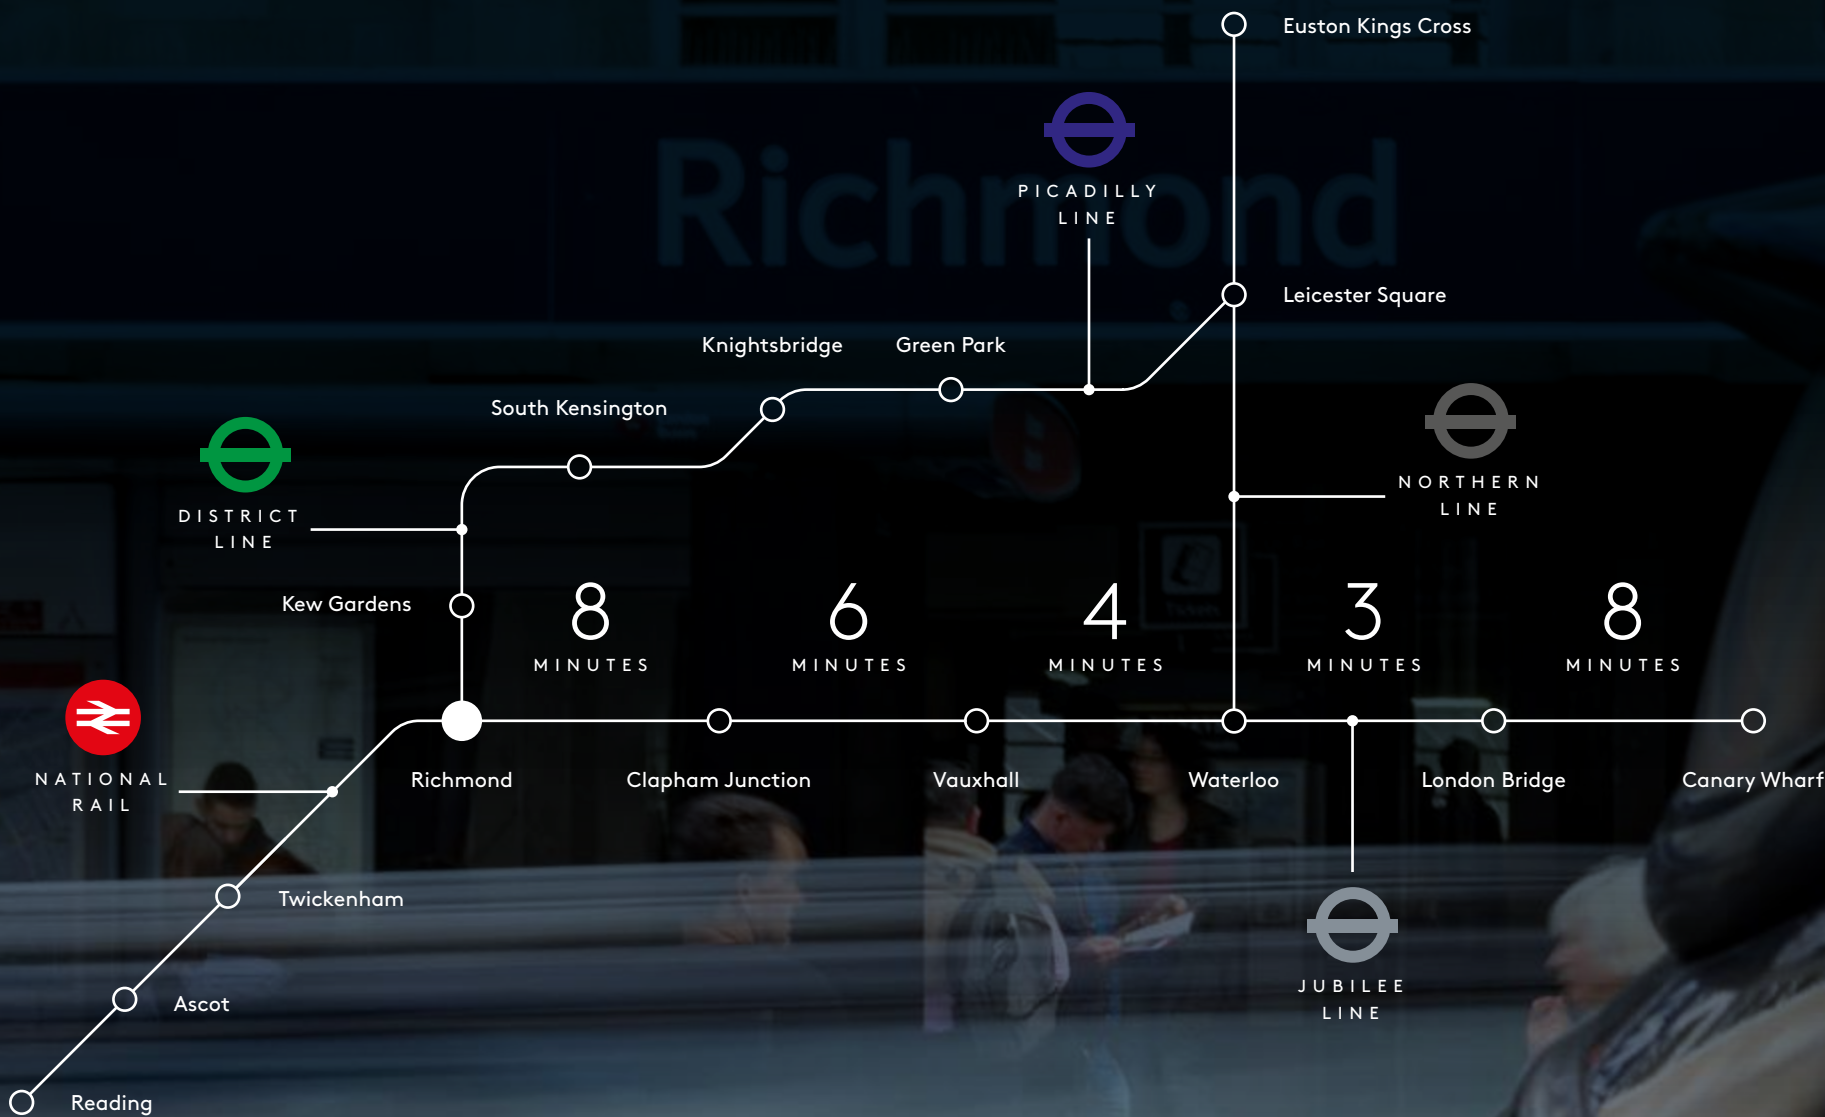 Euston Kings Cross
Richmond
PICADILLY
LINE
Leicester Square
Knightsbridge
Green Park
South Kensington
DISTRICT
LINE
NORTHERN
LINE
Kew Gardens
8
MINUTES
6
MINUTES
4
MINUTES
3
MINUTES
8
MINUTES
NATIONAL
RAIL
Richmond
Clapham Junction
Vauxhall
Waterloo
London Bridge
Canary Wharf
Twickenham
Ascot
JUBILEE
LINE
Reading